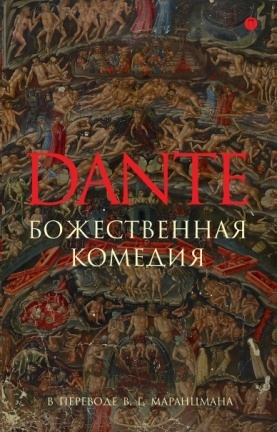 DANTE
БОЖЕСТВЕННАЯ
КОМЕДИЯ
В ПЕРЕВОДЕ В. Г. МАРАНЦМАНА